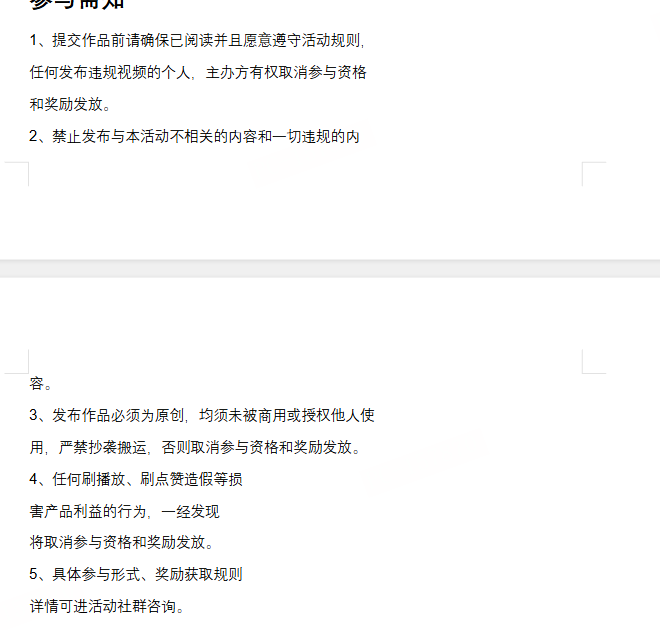 参与需知
1、提交作品前请确保已阅读并且愿意遵守活动规则,
任何发布违规视频的个人, 主办方有权取消参与资格
和奖励发放。
2、禁止发布与本活动不相关的内容和一切违规的内
容。
3、发布作品必须为原创, 均须未被商用或授权他人使
用, 严禁抄袭搬运, 否则取消参与资格和奖励发放。
4、任何刷播放、刷点赞造假等损
害产品利益的行为, 一经发现
将取消参与资格和奖励发放。
5、具体参与形式、奖励获取规则
详情可进活动社群咨询。